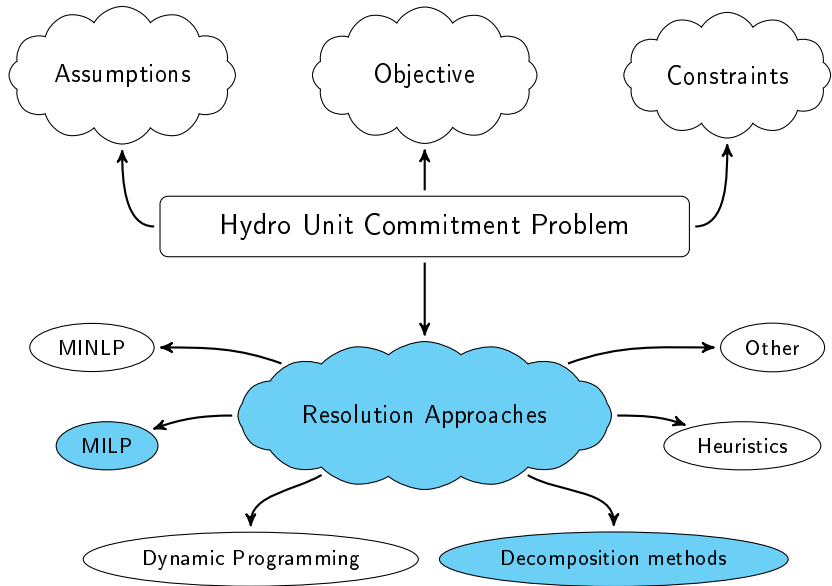 Assumptions
Objective
Constraints
Hydro Unit Commitment Problem
MINLP
Other
Resolution Approaches
MILP
Heuristics
Dynamic Programming
Decomposition methods